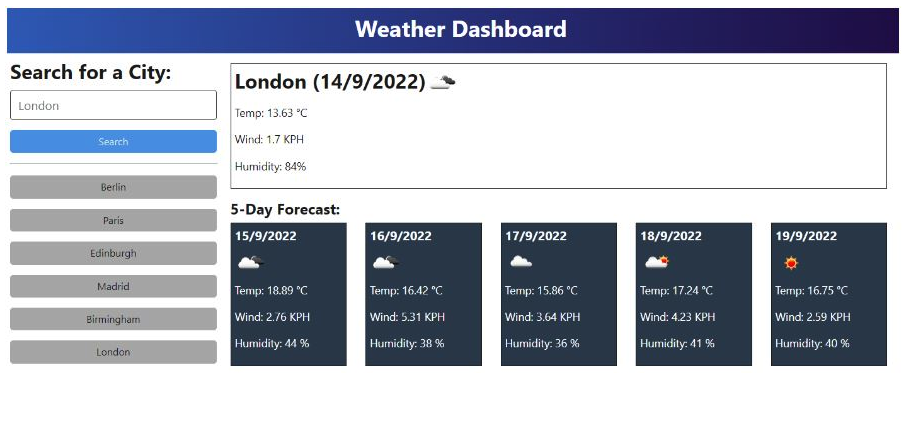 Weather Dashboard
Search for a City:
London
Search
Berlin
Paris
Edinburgh
Madrid
Birmingham
London
London (14/9/2022)
Temp: 13.63 °C
Wind: 1.7 KPH
Humidity: 84%
5-Day Forecast:
15/9/2022
Temp: 18.89 °C
Wind: 2.76 KPH
Humidity: 44 %
16/9/2022
Temp: 16.42 °C
Wind: 5.31 KPH
Humidity: 38 %
17/9/2022
Temp: 15.86 °C
Wind: 3.64 KPH
Humidity: 36 %
18/9/2022
Temp: 17.24 °C
Wind: 4.23 KPH
Humidity: 41 %
19/9/2022
Temp: 16.75 °C
Wind: 2.59 KPH
Humidity: 40 %